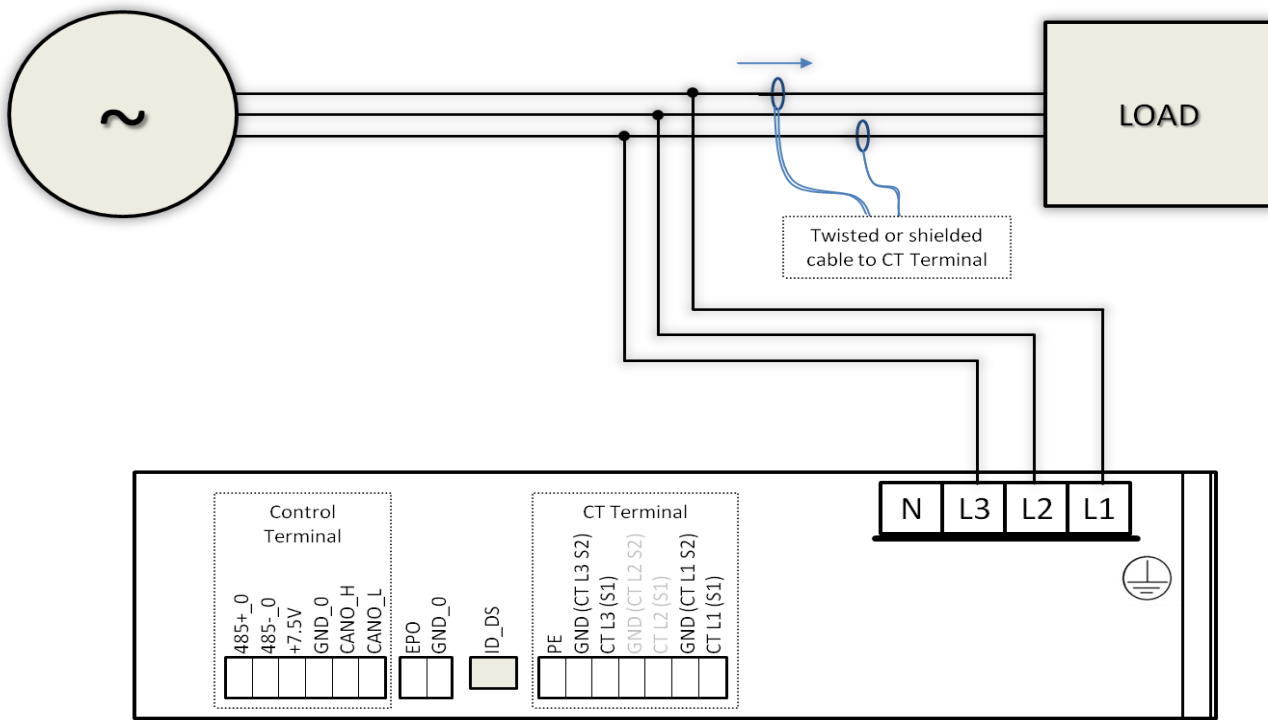 ~
LOAD
Twisted or shielded
cable to CT Terminal
N
L3
L2
L1
Control
Terminal
CT Terminal
485+_0
485-_0
+7.5V
GND_0
CANO_H
CANO_L
EPO
GND_0
ID_DS
PE
GND (CT L3 S2)
CT L3 (S1)
GND (CT L2 S2)
CT L2 (S1)
GND (CT L1 S2)
CT L1 (S1)